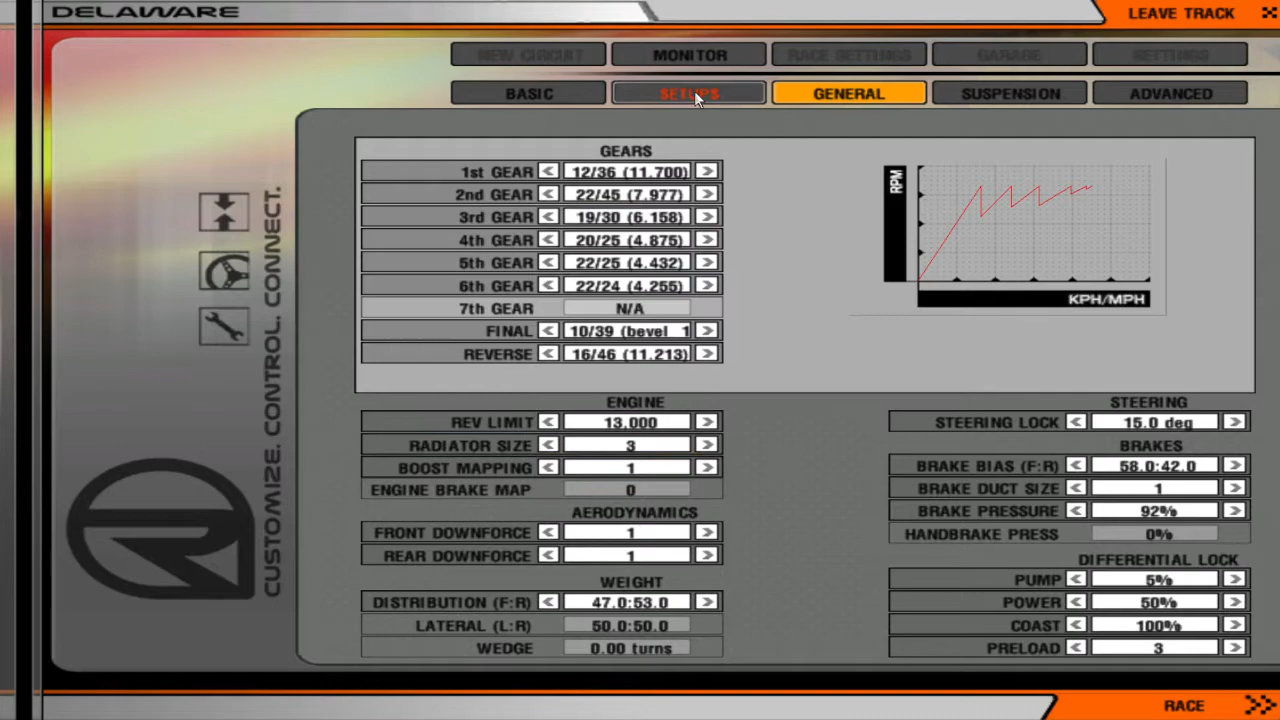 DELAWARE
LEAVE TRACK
NEW CIRCUIT MONITOR RACE SETTINGS GARAGE SETTINGS
BASIC SETUPS GENERAL SUSPENSION ADVANCED
CUSTOMIZE. CONTROL. CONNECT.
GEARS
1st GEAR < 12/36 (11.700) >
2nd GEAR < 22/45 (7.977) >
3rd GEAR < 19/30 (6.158) >
4th GEAR < 20/25 (4.875) >
5th GEAR < 22/25 (4.432) >
6th GEAR < 22/24 (4.255) >
7th GEAR N/A
FINAL < 10/39 (bevel 1 >
REVERSE < 16/46 (11.213) >
RPM
KPH/MPH
ENGINE
REV LIMIT < 13,000 >
RADIATOR SIZE < 3 >
BOOST MAPPING < 1 >
ENGINE BRAKE MAP 0
AERODYNAMICS
FRONT DOWNFORCE < 1 >
REAR DOWNFORCE < 1 >
WEIGHT
DISTRIBUTION (F:R) < 47.0:53.0 >
LATERAL (L:R) 50.0:50.0
WEDGE 0.00 turns
STEERING
STEERING LOCK < 15.0 deg >
BRAKES
BRAKE BIAS (F:R) < 58.0:42.0 >
BRAKE DUCT SIZE < 1 >
BRAKE PRESSURE < 92% >
HANDBRAKE PRESS 0%
DIFFERENTIAL LOCK
PUMP < 5% >
POWER < 50% >
COAST < 100% >
PRELOAD < 3 >
RACE >>